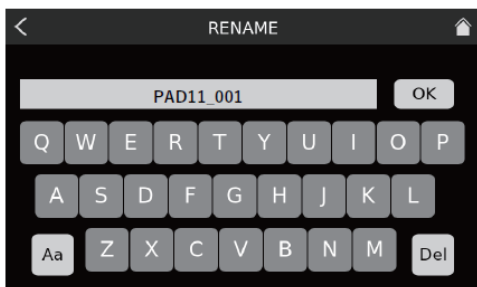 RENAME
PAD11_001 OK
Q W E R T Y U I O P
A S D F G H J K L
Aa Z X C V B N M Del